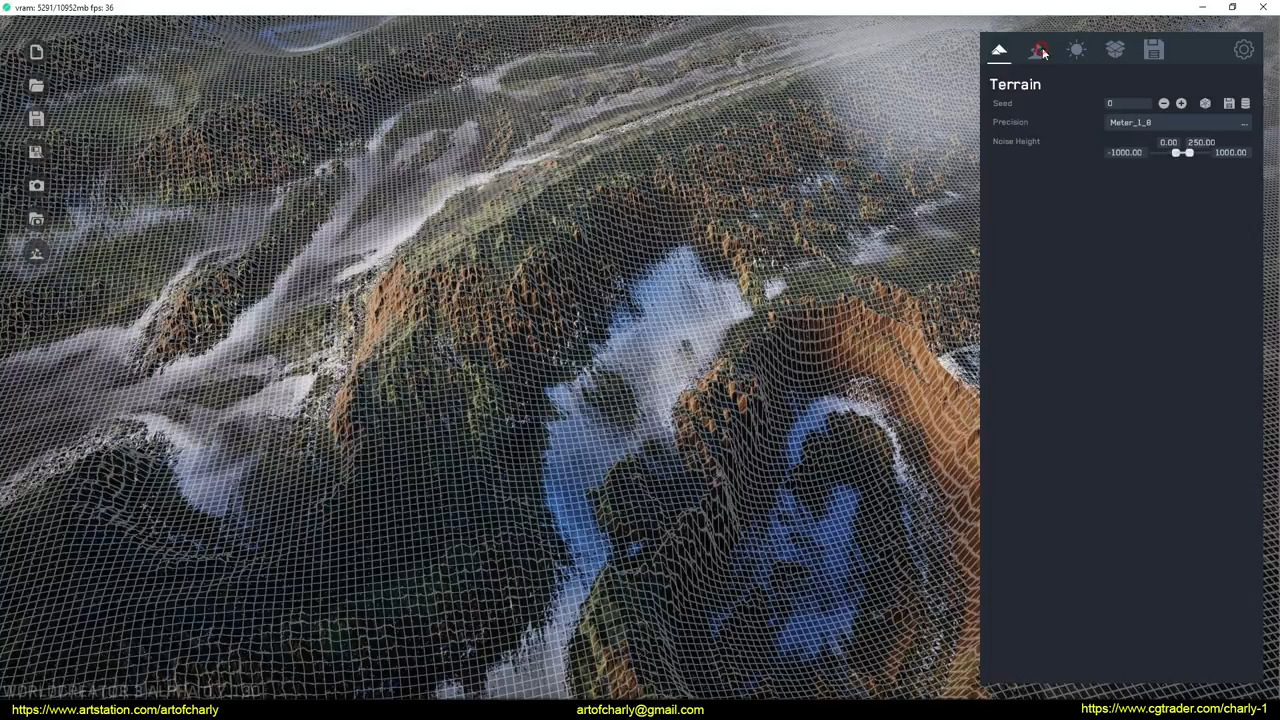 vram: 5291/10952mb fps: 36
Terrain
Seed 0
Precision Meter_1_8 ...
Noise Height 0.00 250.00
-1000.00 1000.00
https://www.artstation.com/artofcharly artofcharly@gmail.com https://www.cgtrader.com/charly-1